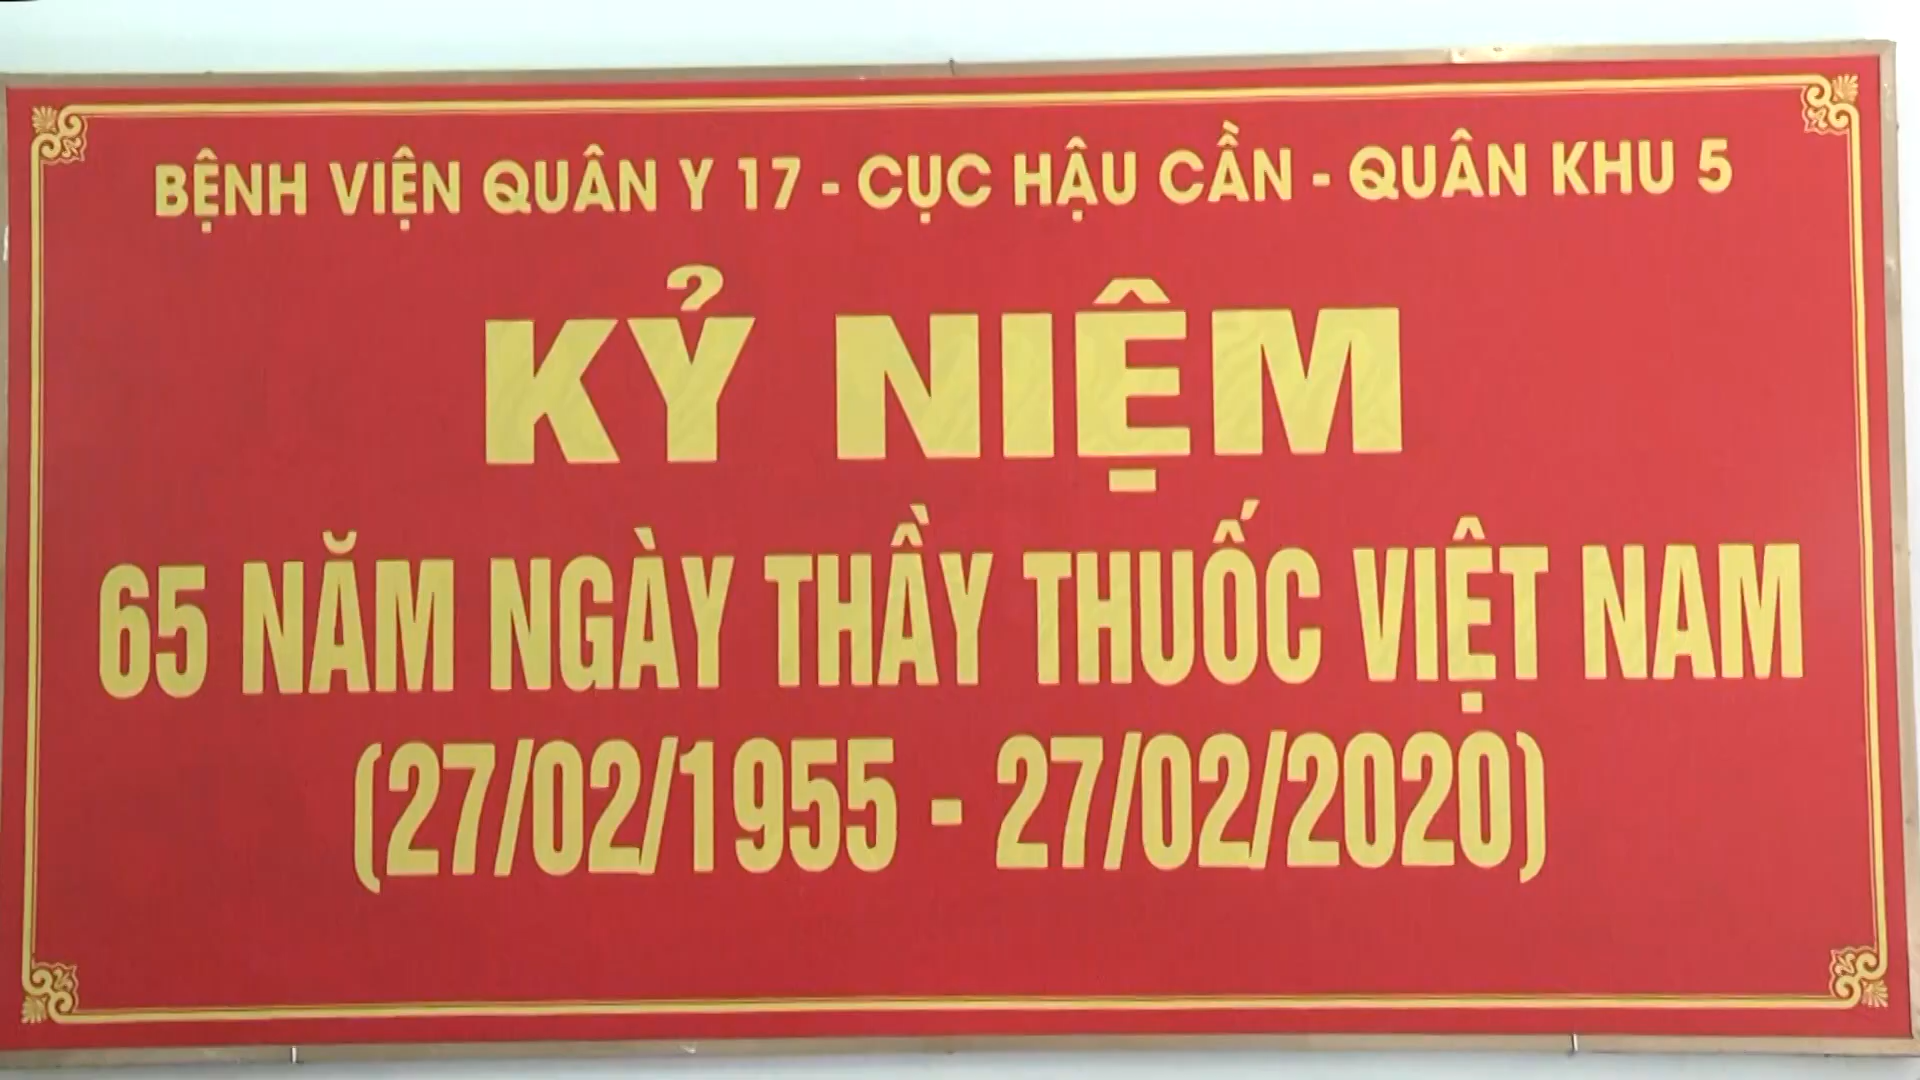 BỆNH VIỆN QUÂN Y 17 - CỤC HẬU CẦN - QUÂN KHU 5
KỶ NIỆM
65 NĂM NGÀY THẦY THUỐC VIỆT NAM
(27/02/1955 - 27/02/2020)